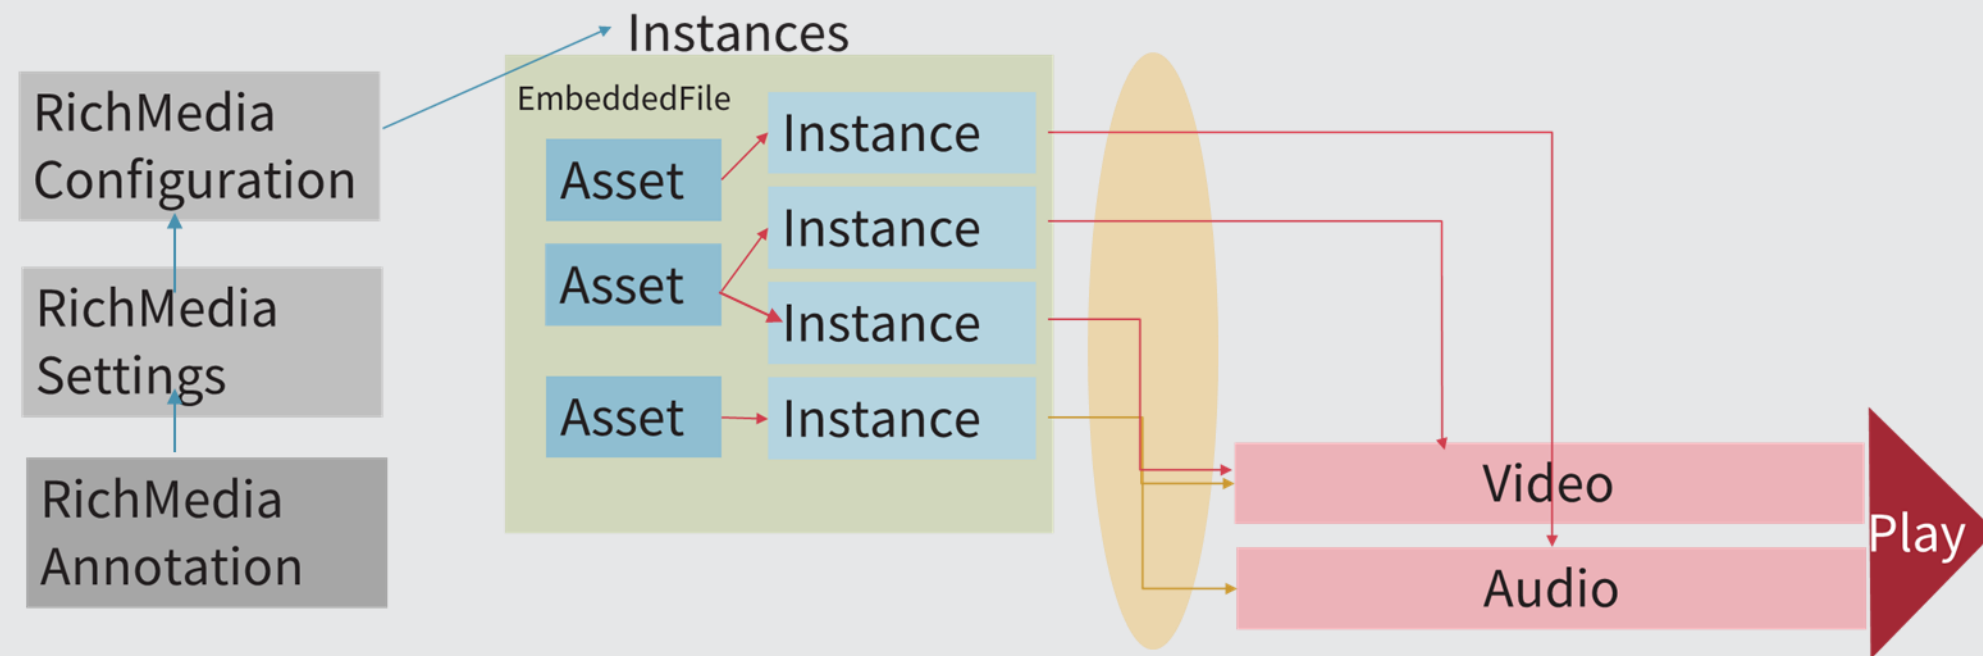 Instances
RichMedia
Configuration
RichMedia
Settings
RichMedia
Annotation
EmbeddedFile
Asset
Asset
Asset
Instance
Instance
Instance
Instance
Video
Audio
Play